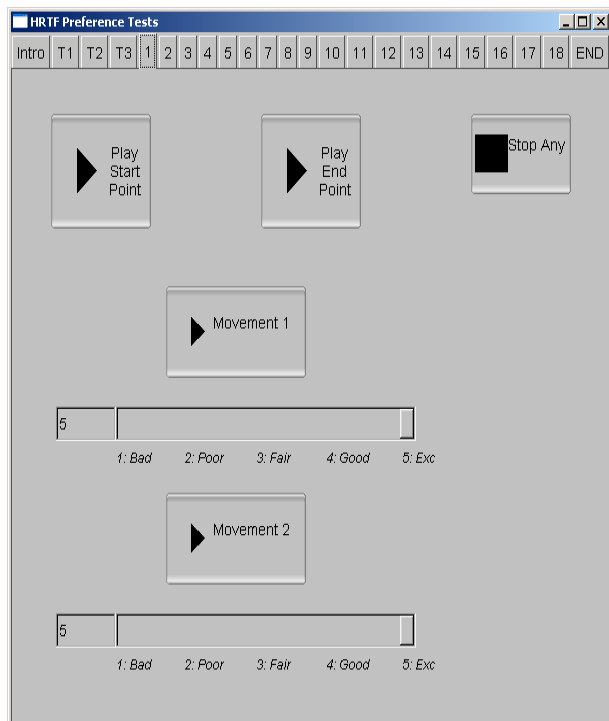 HRTF Preference Tests
Intro T1 T2 T3 1 2 3 4 5 6 7 8 9 10 11 12 13 14 15 16 17 18 END
Play
Start
Point
Play
End
Point
Stop Any
Movement 1
5
1: Bad 2: Poor 3: Fair 4: Good 5: Exc
Movement 2
5
1: Bad 2: Poor 3: Fair 4: Good 5: Exc